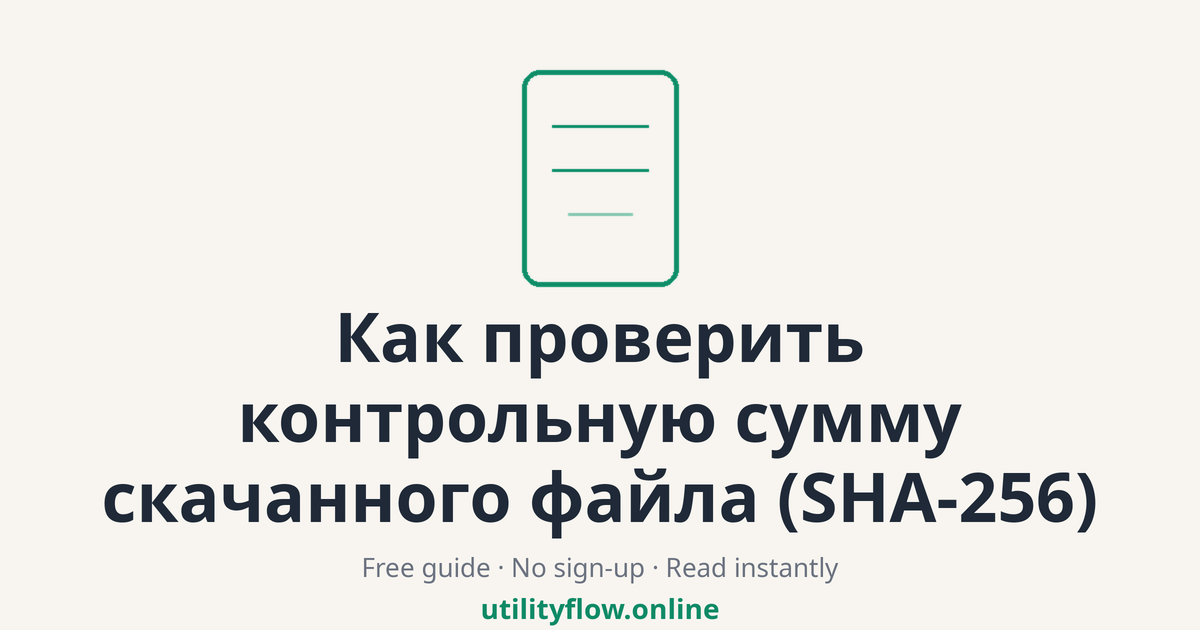 Как проверить
контрольную сумму
скачанного файла (SHA-256)
Free guide · No sign-up · Read instantly
utilityflow.online